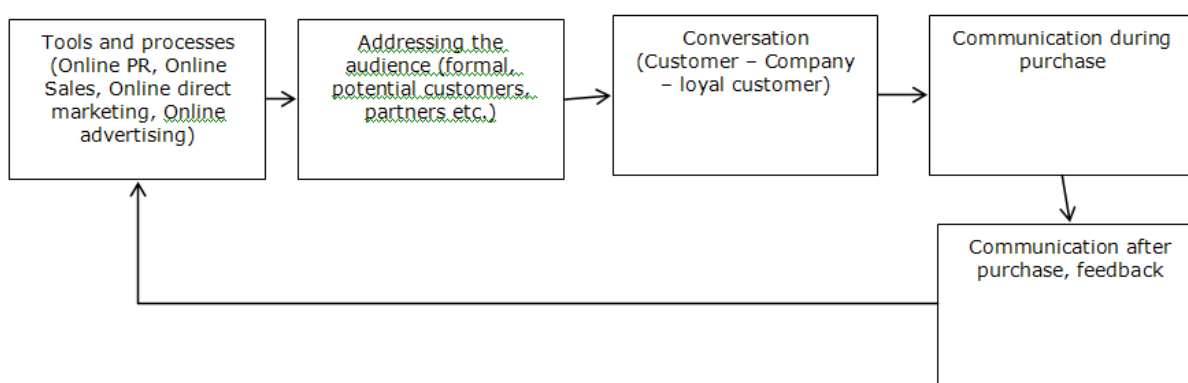 Tools and processes
(Online PR, Online
Sales, Online direct
marketing, Online
advertising)
Addressing the
audience (formal,
potential customers,
partners etc.)
Conversation
(Customer – Company
– loyal customer)
Communication during
purchase
Communication after
purchase, feedback